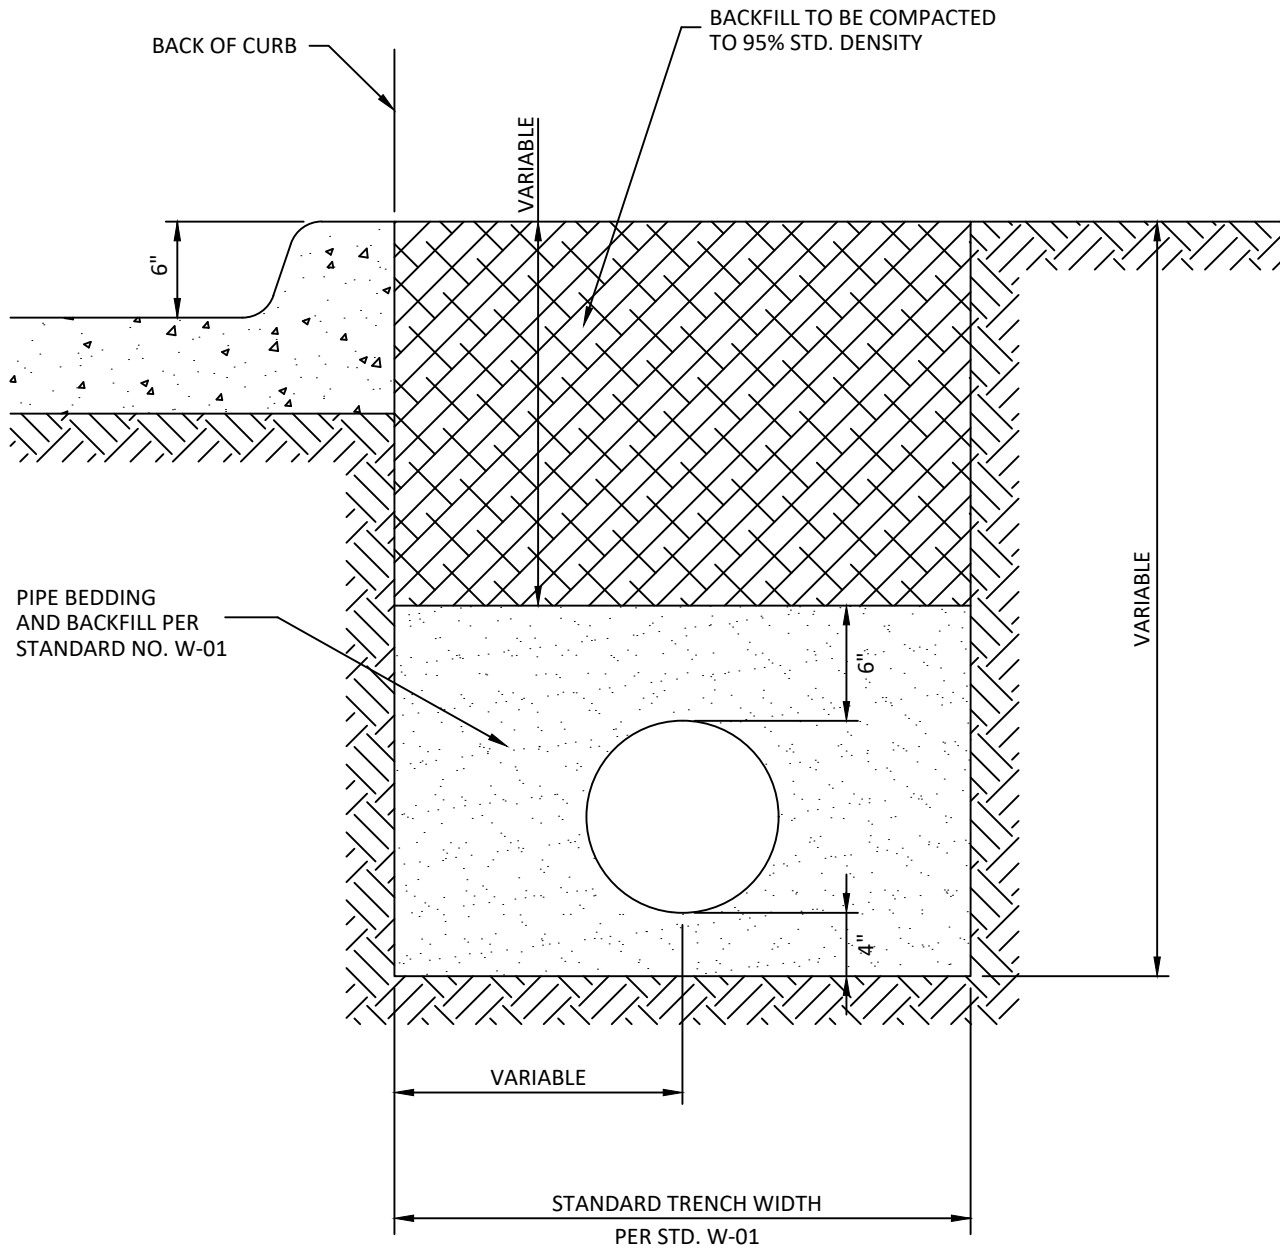 BACKFILL TO BE COMPACTED
TO 95% STD. DENSITY
BACK OF CURB
VARIABLE
6"
PIPE BEDDING
AND BACKFILL PER
STANDARD NO. W-01
VARIABLE
6"
4"
VARIABLE
STANDARD TRENCH WIDTH
PER STD. W-01